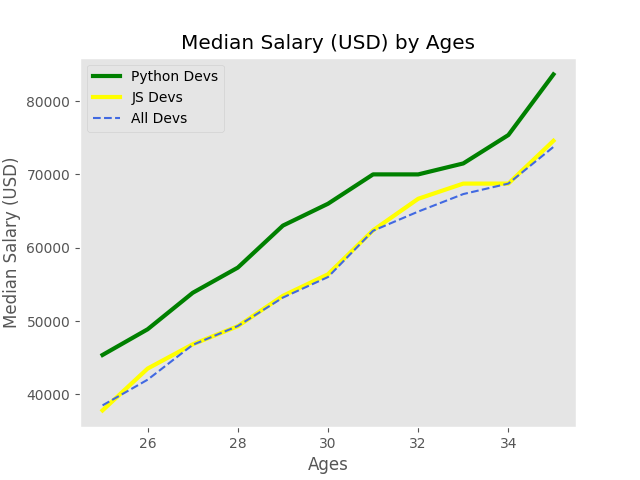 Median Salary (USD) by Ages
Python Devs
JS Devs
All Devs
Median Salary (USD)
80000
70000
60000
50000
40000
26 28 30 32 34
Ages